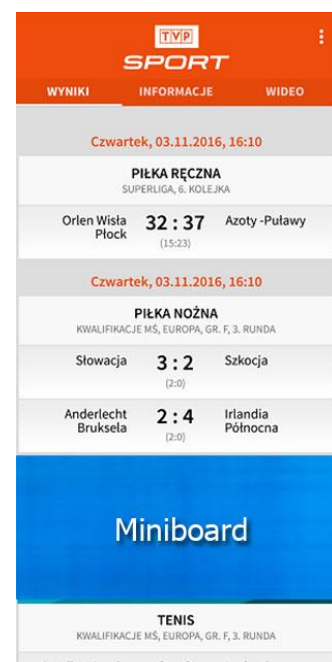 TVP
SPORT
WYNIKI INFORMACJE WIDEO
Czwartek, 03.11.2016, 16:10
PIŁKA RĘCZNA
SUPERLIGA, 6. KOLEJKA
Orlen Wisła Płock 32 : 37 Azoty -Puławy
(15:23)
Czwartek, 03.11.2016, 16:10
PIŁKA NOŻNA
KWALIFIKACJE MŚ, EUROPA, GR. F, 3. RUNDA
Słowacja 3 : 2 Szkocja
(2:0)
Anderlecht Bruksela 2 : 4 Irlandia Północna
(2:0)
Miniboard
TENIS
KWALIFIKACJE MŚ, EUROPA, GR. F, 3. RUNDA